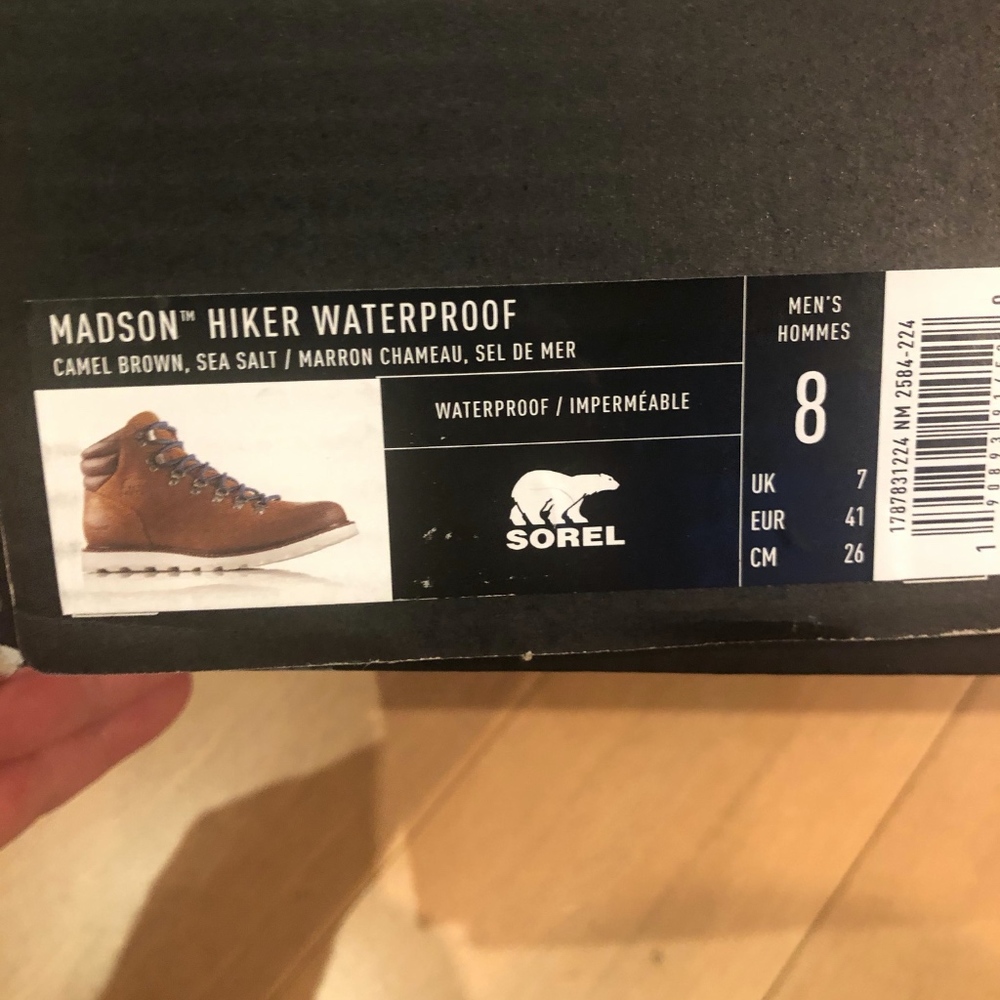 MADSON™ HIKER WATERPROOF
CAMEL BROWN, SEA SALT / MARRON CHAMEAU, SEL DE MER
WATERPROOF / IMPERMÉABLE
SOREL
MEN'S
HOMMES
8
UK 7
EUR 41
CM 26
1787831224 NM 2584-224